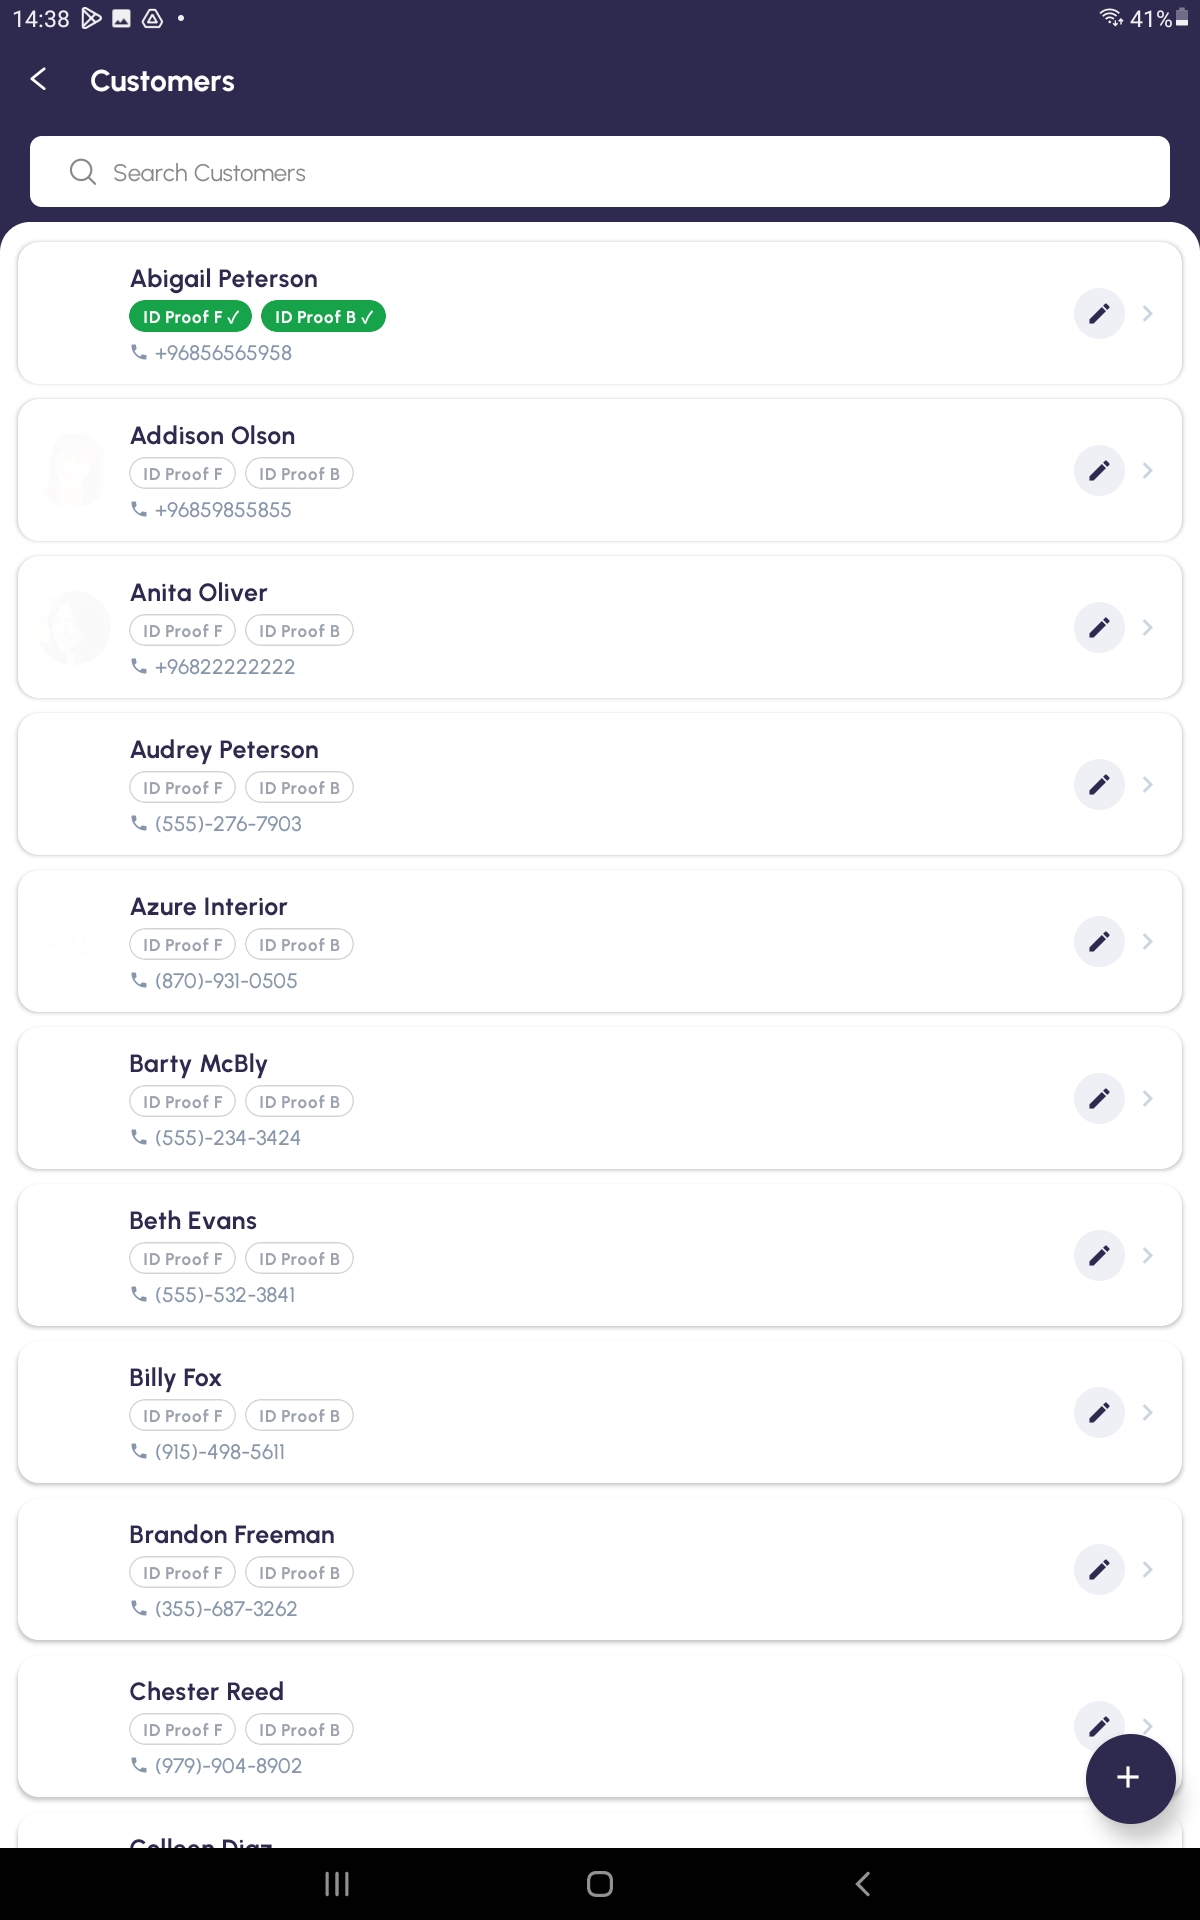 14:38 41%
Customers
Search Customers
Abigail Peterson
ID Proof F ✓ ID Proof B ✓
+96856565958
Addison Olson
ID Proof F ID Proof B
+96859855855
Anita Oliver
ID Proof F ID Proof B
+96822222222
Audrey Peterson
ID Proof F ID Proof B
(555)-276-7903
Azure Interior
ID Proof F ID Proof B
(870)-931-0505
Barty McBly
ID Proof F ID Proof B
(555)-234-3424
Beth Evans
ID Proof F ID Proof B
(555)-532-3841
Billy Fox
ID Proof F ID Proof B
(915)-498-5611
Brandon Freeman
ID Proof F ID Proof B
(355)-687-3262
Chester Reed
ID Proof F ID Proof B
(979)-904-8902
Colleen Diaz